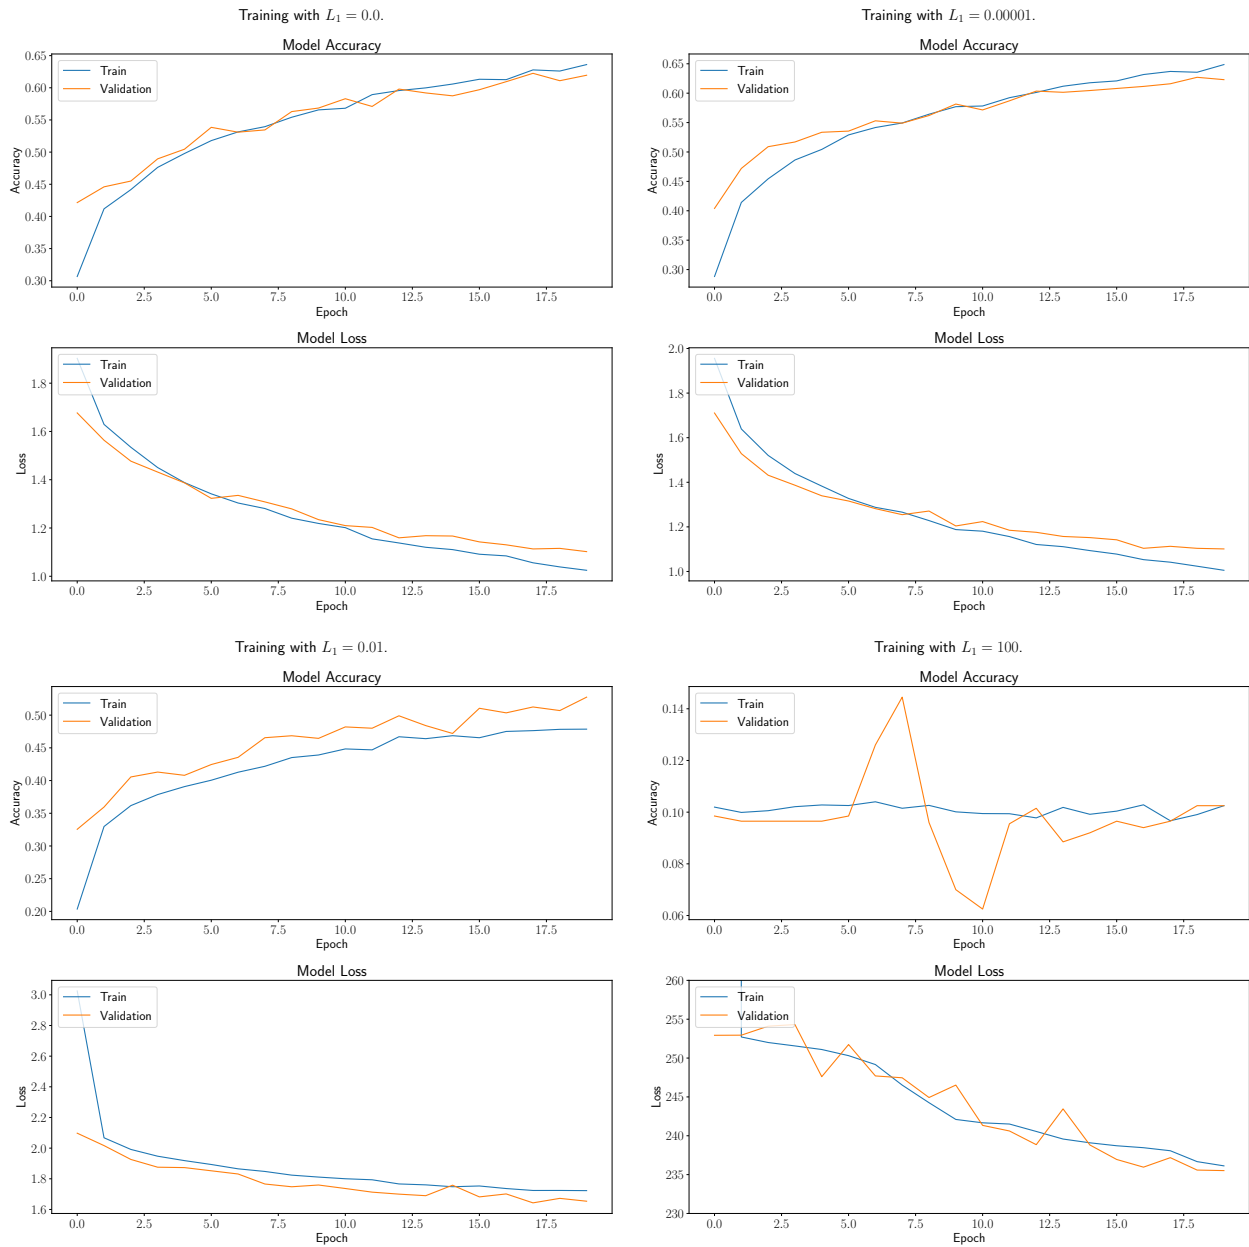 Training with L₁ = 0.0.
Model Accuracy
0.65
0.60
0.55
0.50
0.45
0.40
0.35
0.30
Accuracy
Train
Validation
0.0 2.5 5.0 7.5 10.0 12.5 15.0 17.5
Epoch
Model Loss
1.8
1.6
1.4
1.2
1.0
Loss
Train
Validation
0.0 2.5 5.0 7.5 10.0 12.5 15.0 17.5
Epoch
Training with L₁ = 0.00001.
Model Accuracy
0.65
0.60
0.55
0.50
0.45
0.40
0.35
0.30
Accuracy
Train
Validation
0.0 2.5 5.0 7.5 10.0 12.5 15.0 17.5
Epoch
Model Loss
2.0
1.8
1.6
1.4
1.2
1.0
Loss
Train
Validation
0.0 2.5 5.0 7.5 10.0 12.5 15.0 17.5
Epoch
Training with L₁ = 0.01.
Model Accuracy
0.50
0.45
0.40
0.35
0.30
0.25
0.20
Accuracy
Train
Validation
0.0 2.5 5.0 7.5 10.0 12.5 15.0 17.5
Epoch
Model Loss
3.0
2.8
2.6
2.4
2.2
2.0
1.8
1.6
Loss
Train
Validation
0.0 2.5 5.0 7.5 10.0 12.5 15.0 17.5
Epoch
Training with L₁ = 100.
Model Accuracy
0.14
0.12
0.10
0.08
0.06
Accuracy
Train
Validation
0.0 2.5 5.0 7.5 10.0 12.5 15.0 17.5
Epoch
Model Loss
260
255
250
245
240
235
230
Loss
Train
Validation
0.0 2.5 5.0 7.5 10.0 12.5 15.0 17.5
Epoch